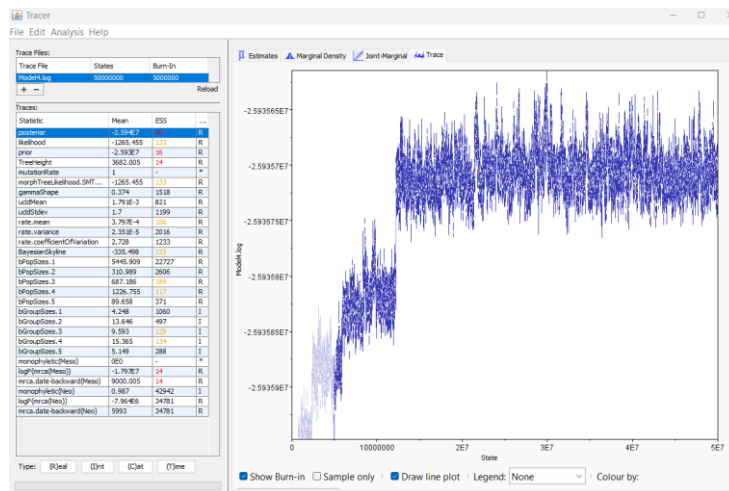 Tracer
File Edit Analysis Help
Trace Files:
Trace File States Burn-In
Model4.log 50000000 5000000
+ − Reload
Traces:
Statistic Mean ESS ...
posterior -2.594E7 R
likelihood -1265.455 133 R
prior -2.593E7 16 R
TreeHeight 3682.005 14 R
mutationRate 1 - *
morphTreeLikelihood.SMT.... -1265.455 133 R
gammaShape 0.374 1518 R
uddMean 1.791E-3 821 R
uddStdev 1.7 1199 R
rate.mean 3.797E-4 108 R
rate.variance 2.351E-5 2016 R
rate.coefficientOfVariation 2.728 1233 R
BayesianSkyline -335.498 133 R
bPopSizes.1 5445.909 22727 R
bPopSizes.2 310.989 2606 R
bPopSizes.3 687.186 189 R
bPopSizes.4 1226.755 117 R
bPopSizes.5 89.658 371 R
bGroupSizes.1 4.248 1060 I
bGroupSizes.2 13.646 497 I
bGroupSizes.3 9.593 129 I
bGroupSizes.4 15.365 134 I
bGroupSizes.5 5.149 288 I
monophyletic(Meso) 0E0 - *
logP(mrca(Meso)) -1.797E7 14 R
mrca.date-backward(Meso) 9000.005 14 R
monophyletic(Neo) 0.987 42942 I
logP(mrca(Neo)) -7.964E6 34781 R
mrca.date-backward(Neo) 5993 34781 R
Type: (R)eal (I)nt (C)at (T)ime
Estimates Marginal Density Joint-Marginal Trace
-2.593565E7
-2.59357E7
-2.593575E7
-2.59358E7
-2.593585E7
-2.59359E7
Model4.log
0 10000000 2E7 3E7 4E7 5E7
State
Show Burn-in Sample only Draw line plot Legend: None Colour by: